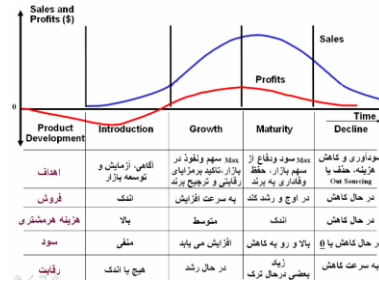 Sales and
Profits ($)
Sales
Profits
0
Time
Product
Development
Introduction
Growth
Maturity
Decline
اهداف
آگاهی، آزمایش و
توسعه بازار
Max سهم ونفوذ در
بازار،تاکید برمزایای
رقابتی و ترجیح برند
Max سود ودفاع از
سهم بازار، حفظ
وفاداری به برند
سودآوری و کاهش
هزینه، حذف یا
Out Sourcing
فروش
اندک
به سرعت افزایش
در اوج و رشد کند
در حال کاهش
هزینه هرمشتری
بالا
متوسط
اندک
در حال کاهش
سود
منفی
افزایش می یابد
بالا و رو به کاهش
در حال کاهش یا 0
رقابت
هیچ یا اندک
در حال رشد
زیاد
بعضی درحال ترک
به سرعت کاهش